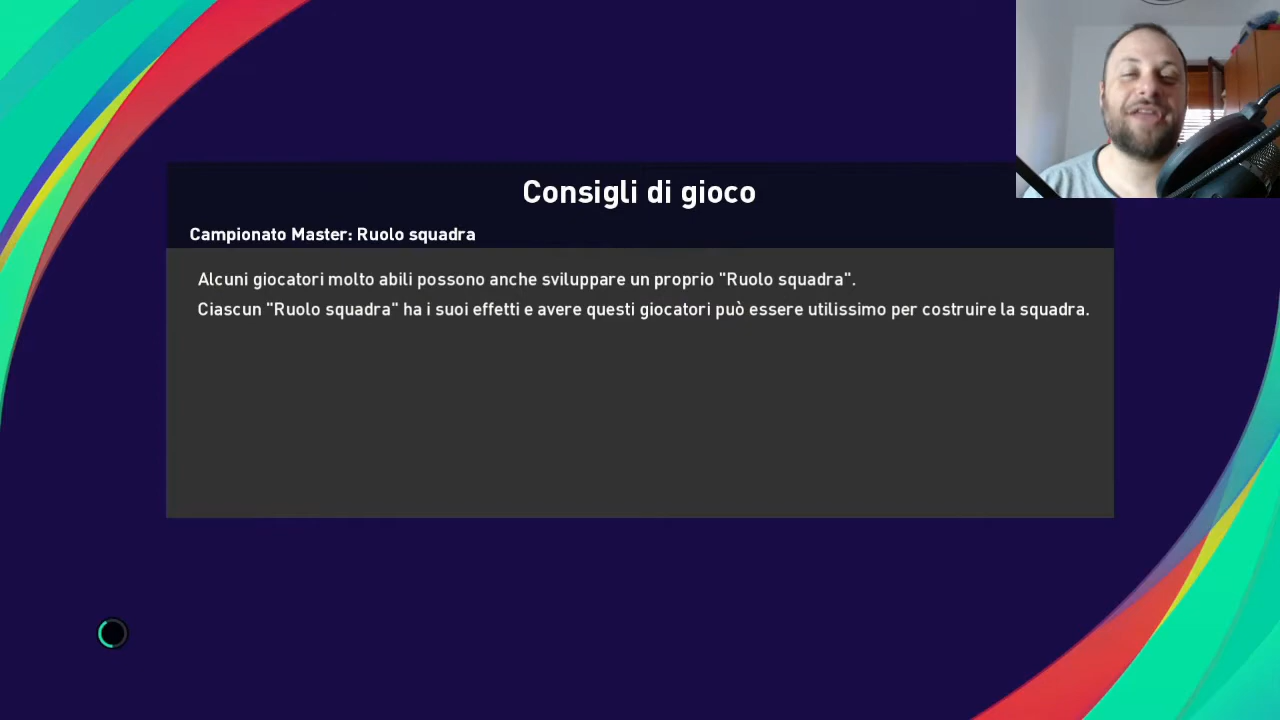 Consigli di gioco
Campionato Master: Ruolo squadra
Alcuni giocatori molto abili possono anche sviluppare un proprio "Ruolo squadra".
Ciascun "Ruolo squadra" ha i suoi effetti e avere questi giocatori può essere utilissimo per costruire la squadra.